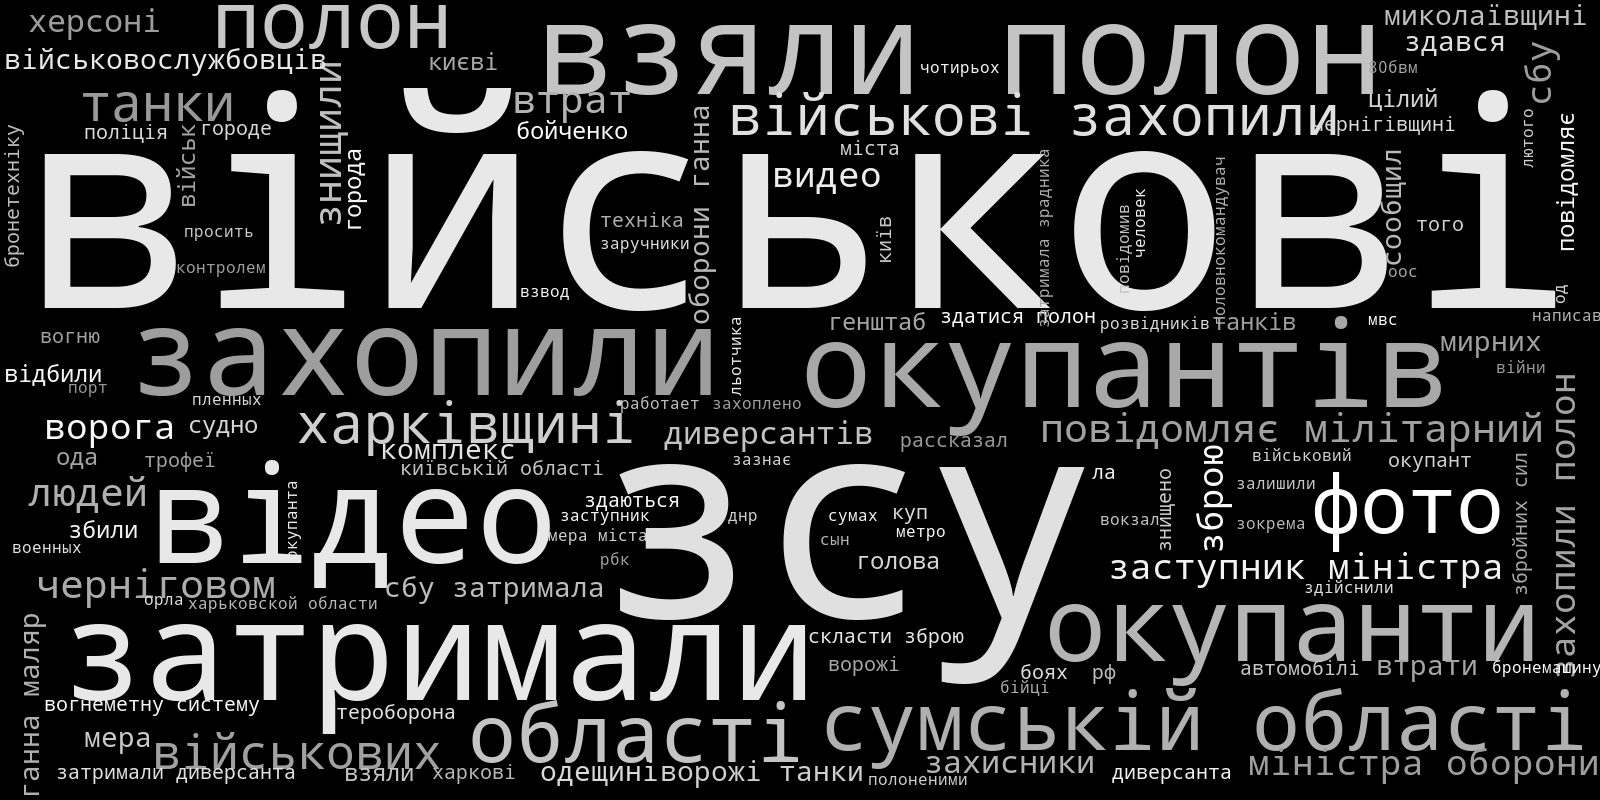 херсоні
полон
взяли полон
миколаївщині
військовослужбовців
києві
чотирьох
здався
сбу
танки
знищили
втрат
військові захопили
цілий
поліція
городе
бойченко
чернігівщині
бронетехніку
військ
города
оборони ганна
міста
видео
лютого
повідомляє
військові
просить
контролем
техніка
заручники
київ
затримала зрадника
повідомив
человек
сообщил
того
оос
взвод
од
написав
вогню
захопили
льотчика
генштаб
здатися полон
розвідників
танків
мвс
окупантів
мирних
війни
відбили
порт
пленных
ворога
судно
харківщині
работает
захоплено
диверсантів
рассказал
повідомляє мілітарний
захопили полон
ода
трофеї
комплекс
київській області
зазнає
зсу
ла
знищено
зброю
військовий
окупант
збройних сил
людей
відео
окупанта
здаються
заступник
днр
сумах
куп
залишили
фото
збили
военных
мера міста
сын
метро
вокзал
зокрема
рбк
голова
заступник міністра
черніговом
сбу затримала
здійснили
орла
харьковской области
затримали
скласти зброю
окупанти
ганна маляр
ворожі
боях
рф
бійці
автомобілі
втрати
бронемашину
вогнеметну систему
тероборона
області
сумській області
мера
військових
затримали диверсанта
взяли
харкові
одещині
ворожі танки
захисники
полоненими
диверсанта
міністра оборони